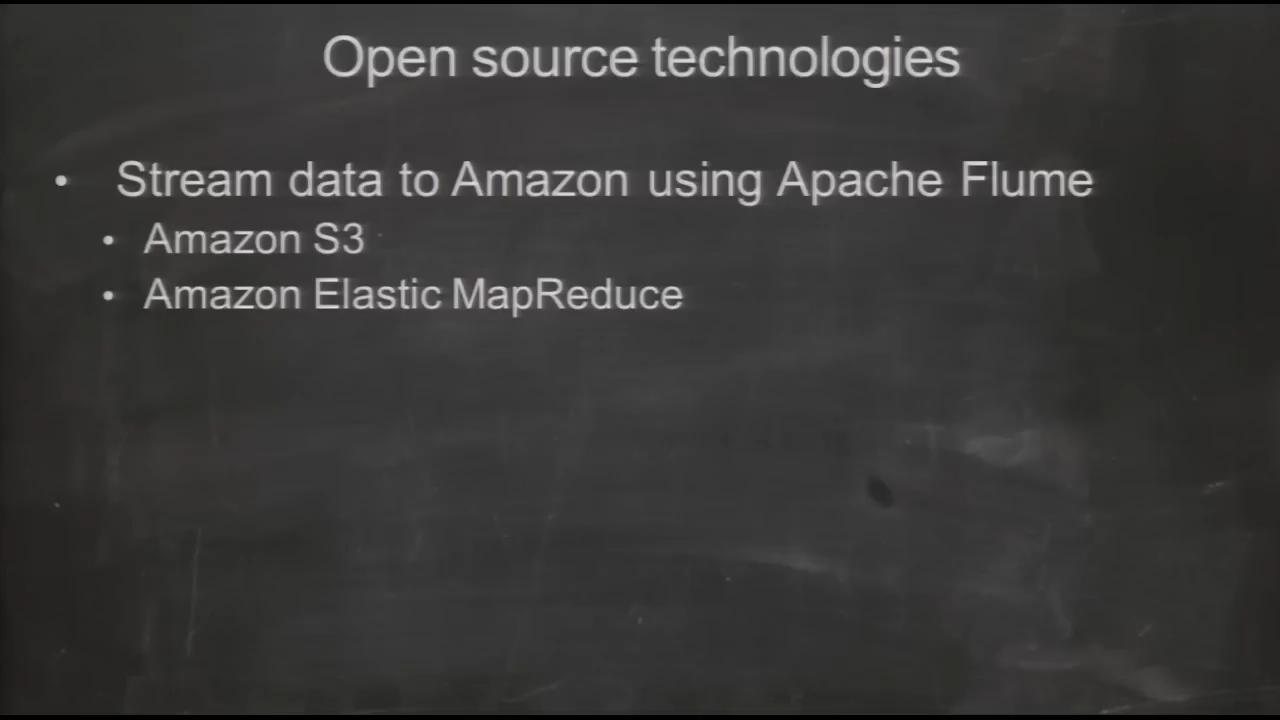 Open source technologies
• Stream data to Amazon using Apache Flume
• Amazon S3
• Amazon Elastic MapReduce